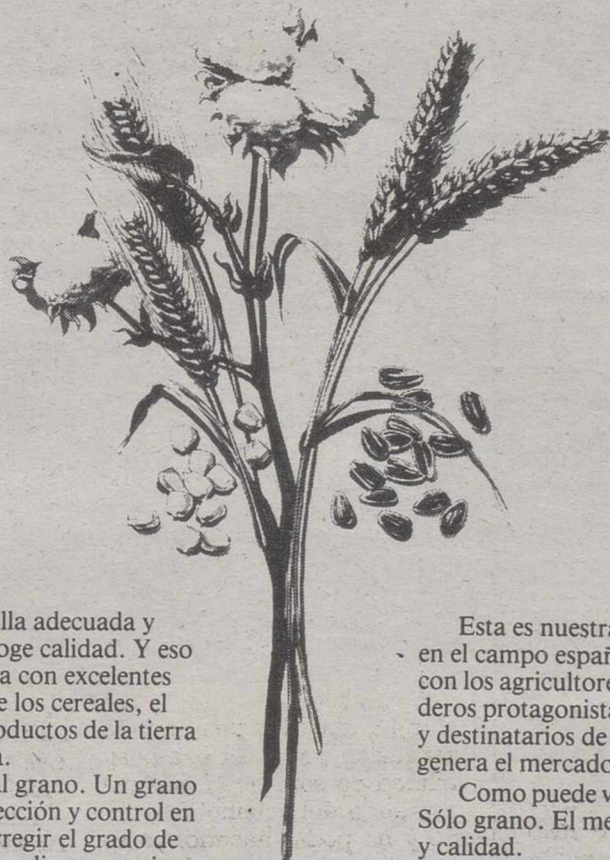 lla adecuada y
oge calidad. Y eso
a con excelentes
e los cereales, el
oductos de la tierra
.
l grano. Un grano
ección y control en
rregir el grado de
Esta es nuestra
en el campo españ
con los agricultore
deros protagonista
y destinatarios de
genera el mercado
Como puede v
Sólo grano. El me
y calidad.